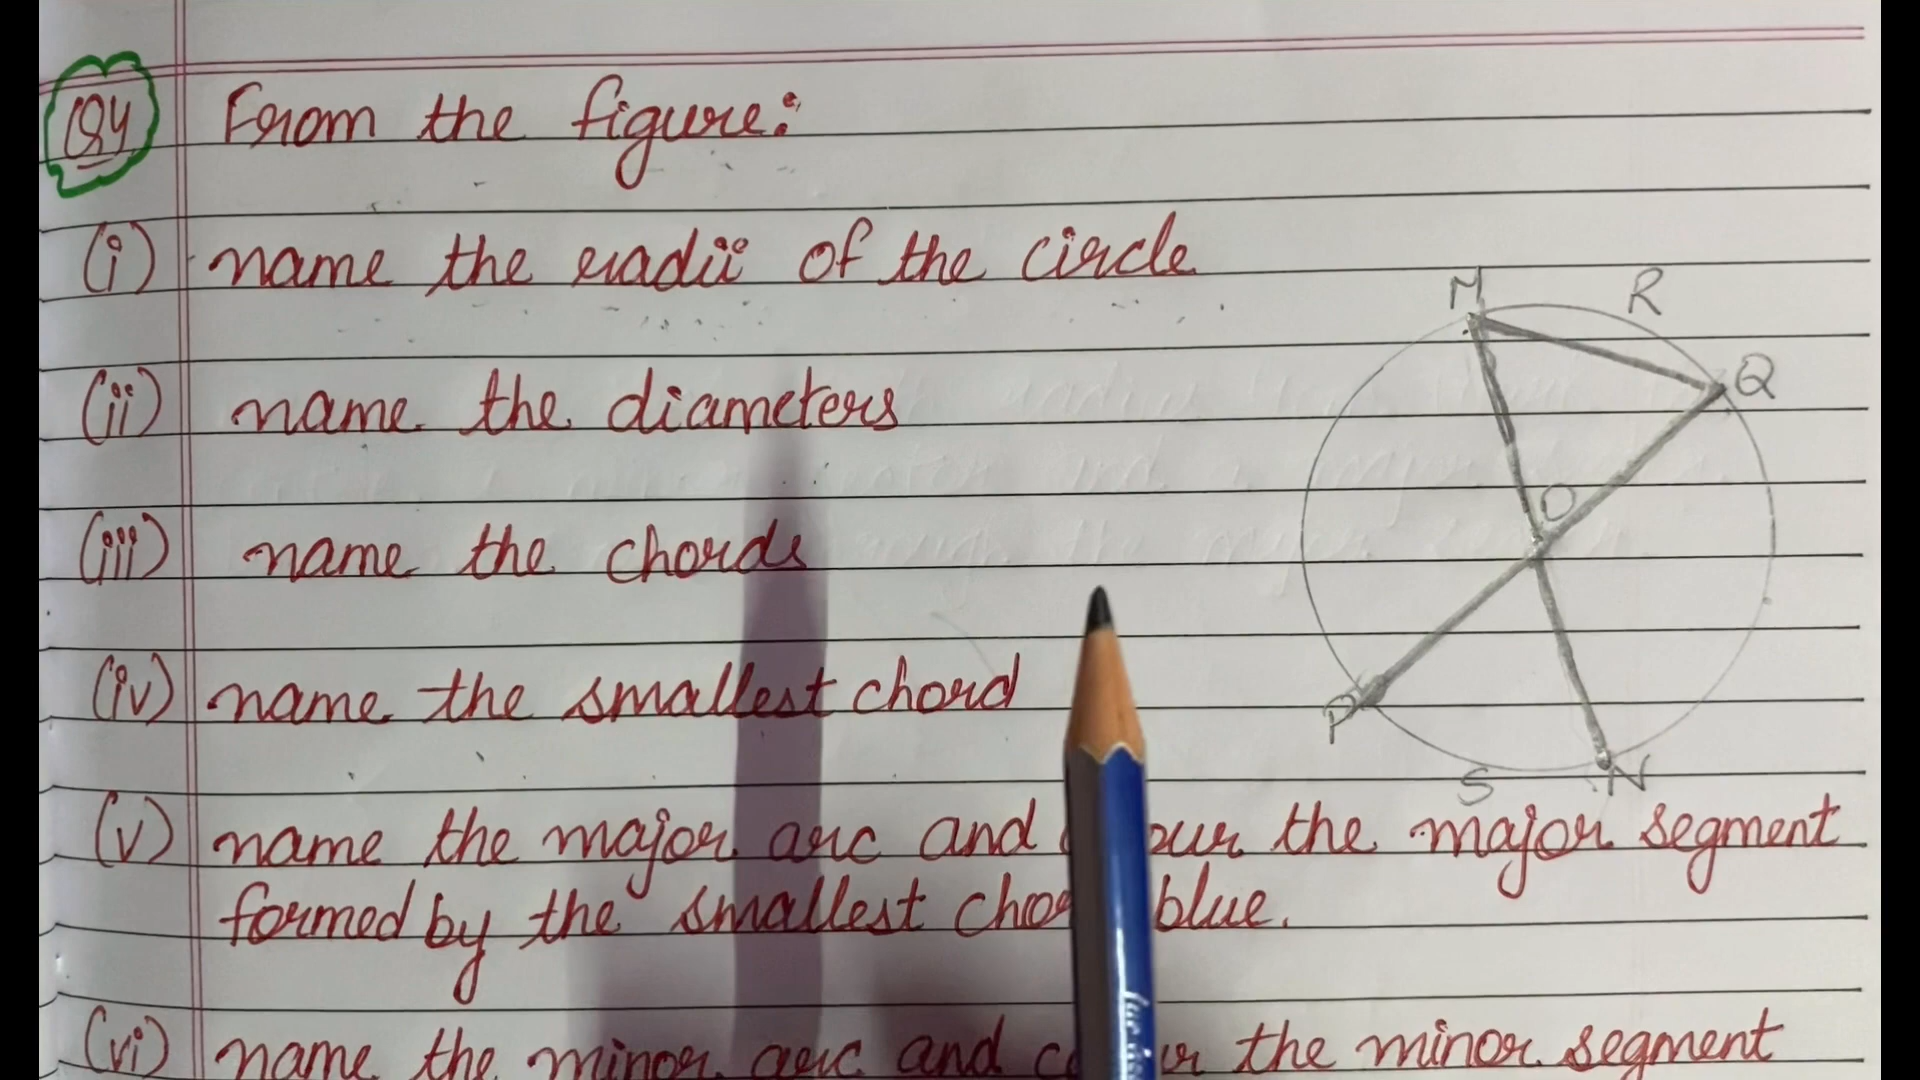 Q4 From the figure:
(i) name the radii of the circle
(ii) name the diameters
(iii) name the chords
(iv) name the smallest chord
(v) name the major arc and the major segment
formed by the smallest blue.
(vi) name the minor arc and the minor segment
M
R
Q
O
P
S
N